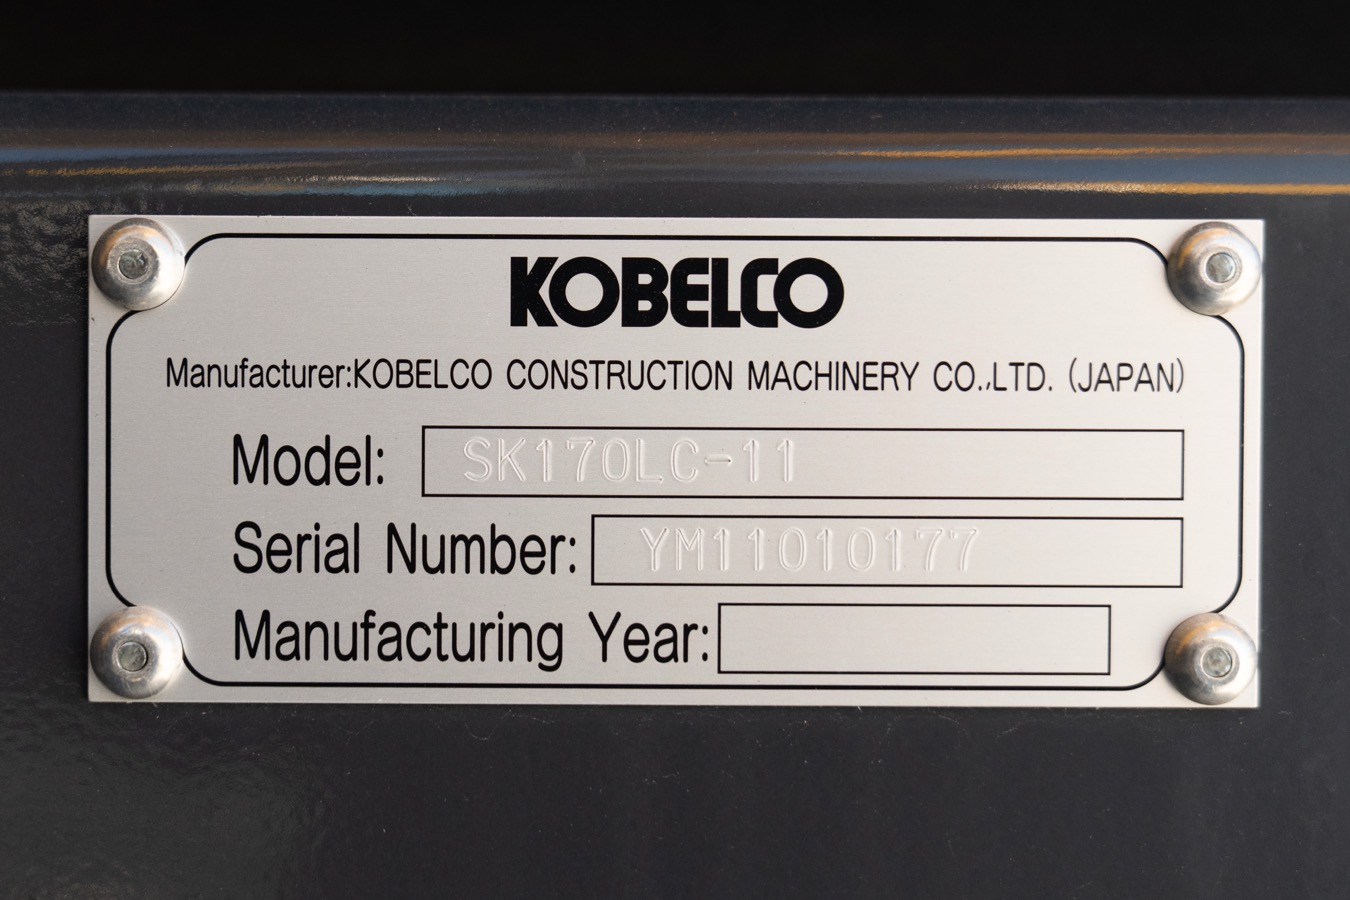 KOBELCO
Manufacturer:KOBELCO CONSTRUCTION MACHINERY CO.,LTD. (JAPAN)
Model: SK170LC-11
Serial Number: YM11010177
Manufacturing Year: